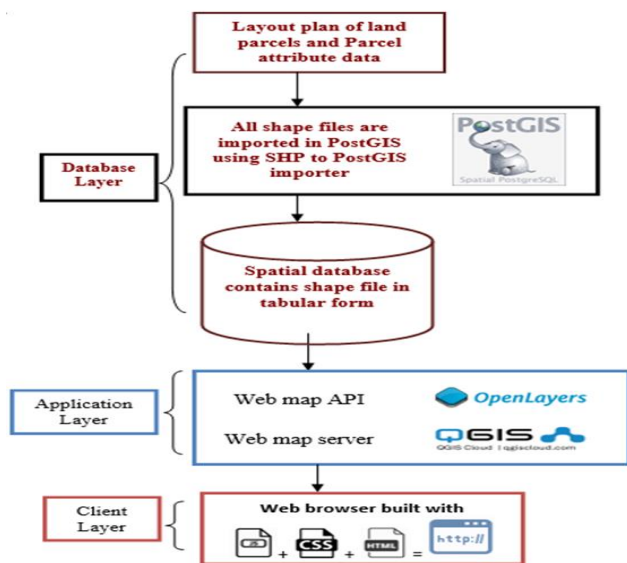 Layout plan of land
parcels and Parcel
attribute data
All shape files are
imported in PostGIS
using SHP to PostGIS
importer
PostGIS
Spatial PostgreSQL
Database
Layer
Spatial database
contains shape file in
tabular form
Application
Layer
Web map API
OpenLayers
Web map server
QGIS
QGIS Cloud | qgiscloud.com
Client
Layer
Web browser built with
+ CSS + HTML = http://